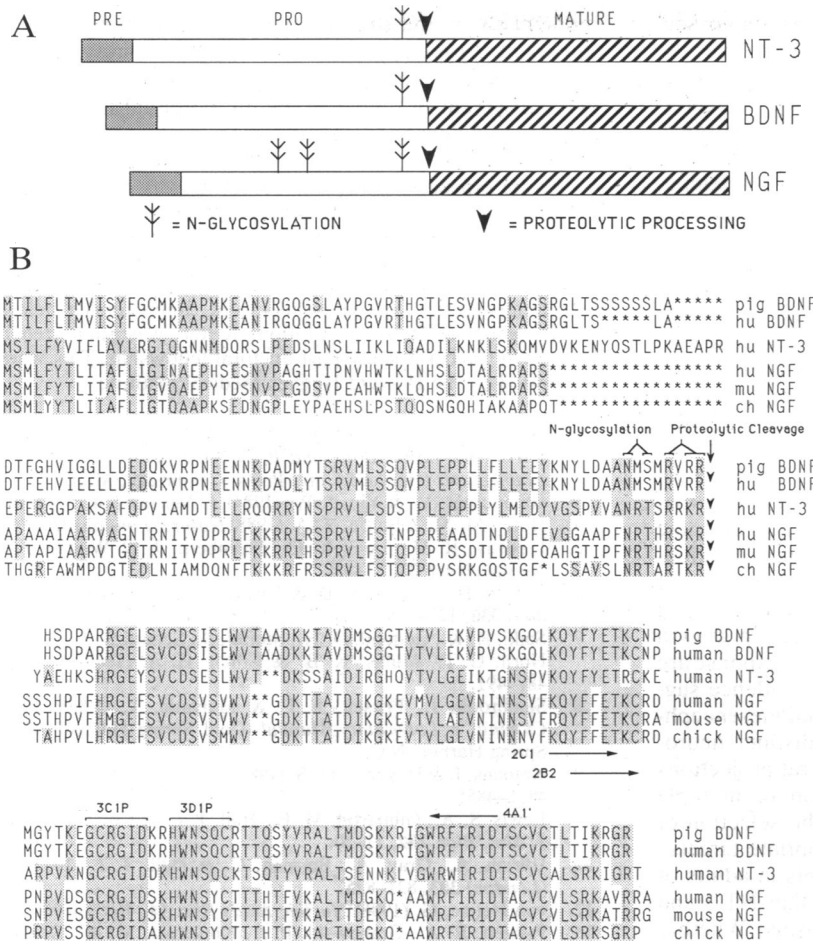 A
PRE PRO MATURE
NT-3
BDNF
NGF
= N-GLYCOSYLATION = PROTEOLYTIC PROCESSING
B
MTILFLTMVISYFGCMKAAPMKEANVRGQGSLAYPGVRTHGTLESVNGPKAGSRGLTSSSSSSLA***** pig BDNF
MTILFLTMVISYFGCMKAAPMKEANIRGQGGLAYPGVRTHGTLESVNGPKAGSRGLTS*****LA***** hu BDNF
MSILFYVIFLAYLRGIQGNNMDQRSLPEDSLNSLIIKLIQADILKNKLSKQMVDVKENYQSTLPKAEAPR hu NT-3
MSMLFYTLITAFLIGINAEPHSESNVPAGHTIPNVHWTKLNHSLDTALRRARS***************** hu NGF
MSMLFYTLITAFLIGVQAEPYTDSNVPEGDSVPEAHWTKLQHSLDTALRRARS***************** mu NGF
MSMLYYTLIIAFLIGTQAAPKSEDNGPLEYPAEHSLPSTQQSNGQHIAKAAPQT**************** ch NGF
N-glycosylation Proteolytic Cleavage
DTFGHVIGGLLDEDQKVRPNEENNKDADMYTSRVMLSSQVPLEPPLLFLLEEYKNYLDAANMSMRVRR pig BDNF
DTFEHVIEELLDEDQKVRPNEENNKDADLYTSRVMLSSQVPLEPPLLFLLEEYKNYLDAANMSMRVRR hu BDNF
EPERGGPAKSAFQPVIAMDTELLRQQRRYNSPRVLLSDSTPLEPPPLYLMEDYVGSPVVANRTSRRKR hu NT-3
APAAAIAARVAGNTRNITVDPRLFKKRRLRSPRVLFSTNPPREAADTNDLDFEVGGAAPFNRTHRSKR hu NGF
APTAPIAARVTGQTRNITVDPRLFKKRRLHSPRVLFSTQPPPTSSDTLDLDFQAHGTIPFNRTHRSKR mu NGF
THGRFAWMPDGTEDLNIAMDQNFFKKKRFRSSRVLFSTQPPPVSRKGQSTGF*LSSAVSLNRTARTKR ch NGF
HSDPARRGELSVCDSISEWVTAADKKTAVDMSGGTVTVLEKVPVSKGQLKQYFYETKCNP pig BDNF
HSDPARRGELSVCDSISEWVTAADKKTAVDMSGGTVTVLEKVPVSKGQLKQYFYETKCNP human BDNF
YAEHKSHRGEYSVCDSESLWVT**DKSSAIDIRGHQVTVLGEIKTGNSPVKQYFYETRCKE human NT-3
SSSHPIFHRGEFSVCDSVSVWV**GDKTTATDIKGKEVMVLGEVNINNSVFKQYFFETKCRD human NGF
SSTHPVFHMGEFSVCDSVSVWV**GDKTTATDIKGKEVTVLAEVNINNSVFRQYFFETKCRA mouse NGF
TAHPVLHRGEFSVCDSVSMWV**GDKTTATDIKGKEVTVLGEVNINNNVFKQYFFETKCRD chick NGF
2C1
2B2
3C1P 3D1P 4A1'
MGYTKEGCRGIDKRHWNSQCRTTQSYVRALTMDSKKRIGWRFIRIDTSCVCTLTIKRGR pig BDNF
MGYTKEGCRGIDKRHWNSQCRTTQSYVRALTMDSKKRIGWRFIRIDTSCVCTLTIKRGR human BDNF
ARPVKNGCRGIDDKHWNSQCKTSQTYVRALTSENNKLVGWRWIRIDTSCVCALSRKIGRT human NT-3
PNPVDSGCRGIDSKHWNSYCTTTHTFVKALTMDGKQ*AAWRFIRIDTACVCVLSRKAVRRA human NGF
SNPVESGCRGIDSKHWNSYCTTTHTFVKALTTDEKQ*AAWRFIRIDTACVCVLSRKATRRG mouse NGF
PRPVSSGCRGIDAKHWNSYCTTTHTFVKALTMEGKQ*AAWRFIRIDTACVCVLSRKSGRP chick NGF